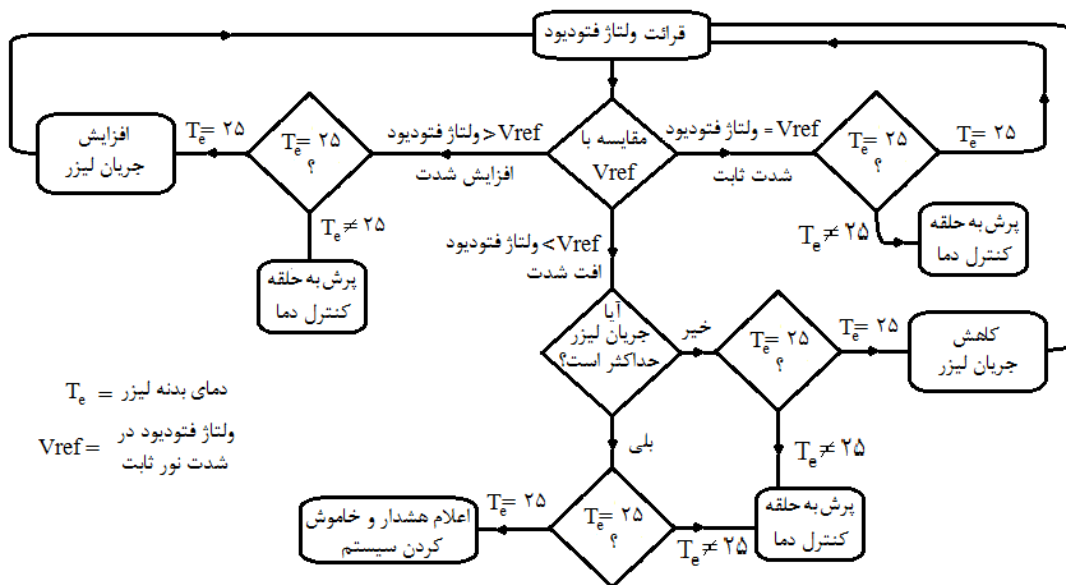 قرائت ولتاژ فتودیود
مقایسه با
Vref
ولتاژ فتودیود = Vref
شدت ثابت
Te = ۲۵
؟
Te = ۲۵
Te ≠ ۲۵
پرش به حلقه
کنترل دما
ولتاژ فتودیود > Vref
افزایش شدت
Te = ۲۵
؟
Te = ۲۵
افزایش
جریان لیزر
Te ≠ ۲۵
پرش به حلقه
کنترل دما
ولتاژ فتودیود < Vref
افت شدت
آیا
جریان لیزر
حداکثر است؟
خیر
Te = ۲۵
؟
Te = ۲۵
کاهش
جریان لیزر
Te ≠ ۲۵
پرش به حلقه
کنترل دما
بلی
Te = ۲۵
؟
Te ≠ ۲۵
Te = ۲۵
اعلام هشدار و خاموش
کردن سیستم
Te = دمای بدنه لیزر
Vref = ولتاژ فتودیود در
شدت نور ثابت